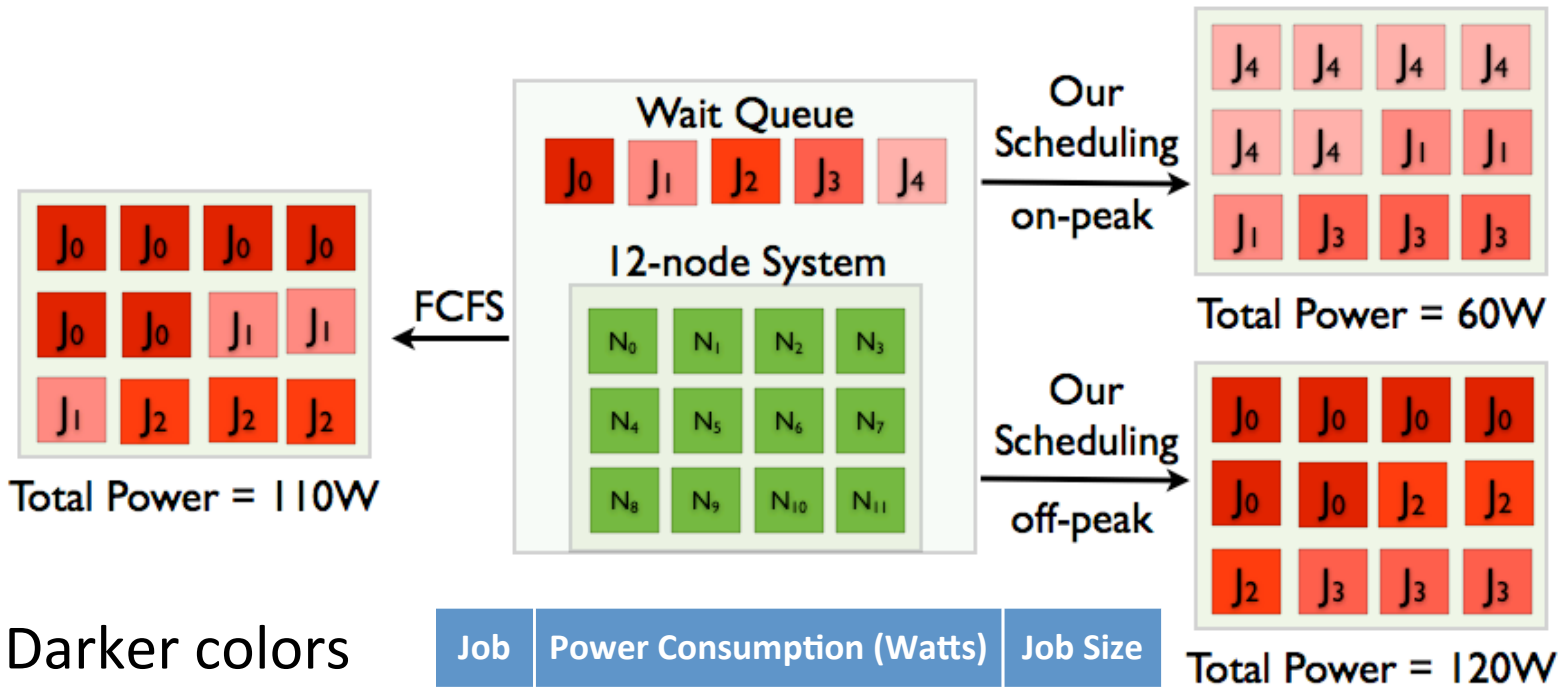 Wait Queue
J0 J1 J2 J3 J4
12-node System
N0 N1 N2 N3
N4 N5 N6 N7
N8 N9 N10 N11
FCFS
J0 J0 J0 J0
J0 J0 J1 J1
J1 J2 J2 J2
Total Power = 110W
Our
Scheduling
on-peak
J4 J4 J4 J4
J4 J4 J1 J1
J1 J3 J3 J3
Total Power = 60W
Our
Scheduling
off-peak
J0 J0 J0 J0
J0 J0 J2 J2
J2 J3 J3 J3
Total Power = 120W
Darker colors
Job Power Consumption (Watts) Job Size